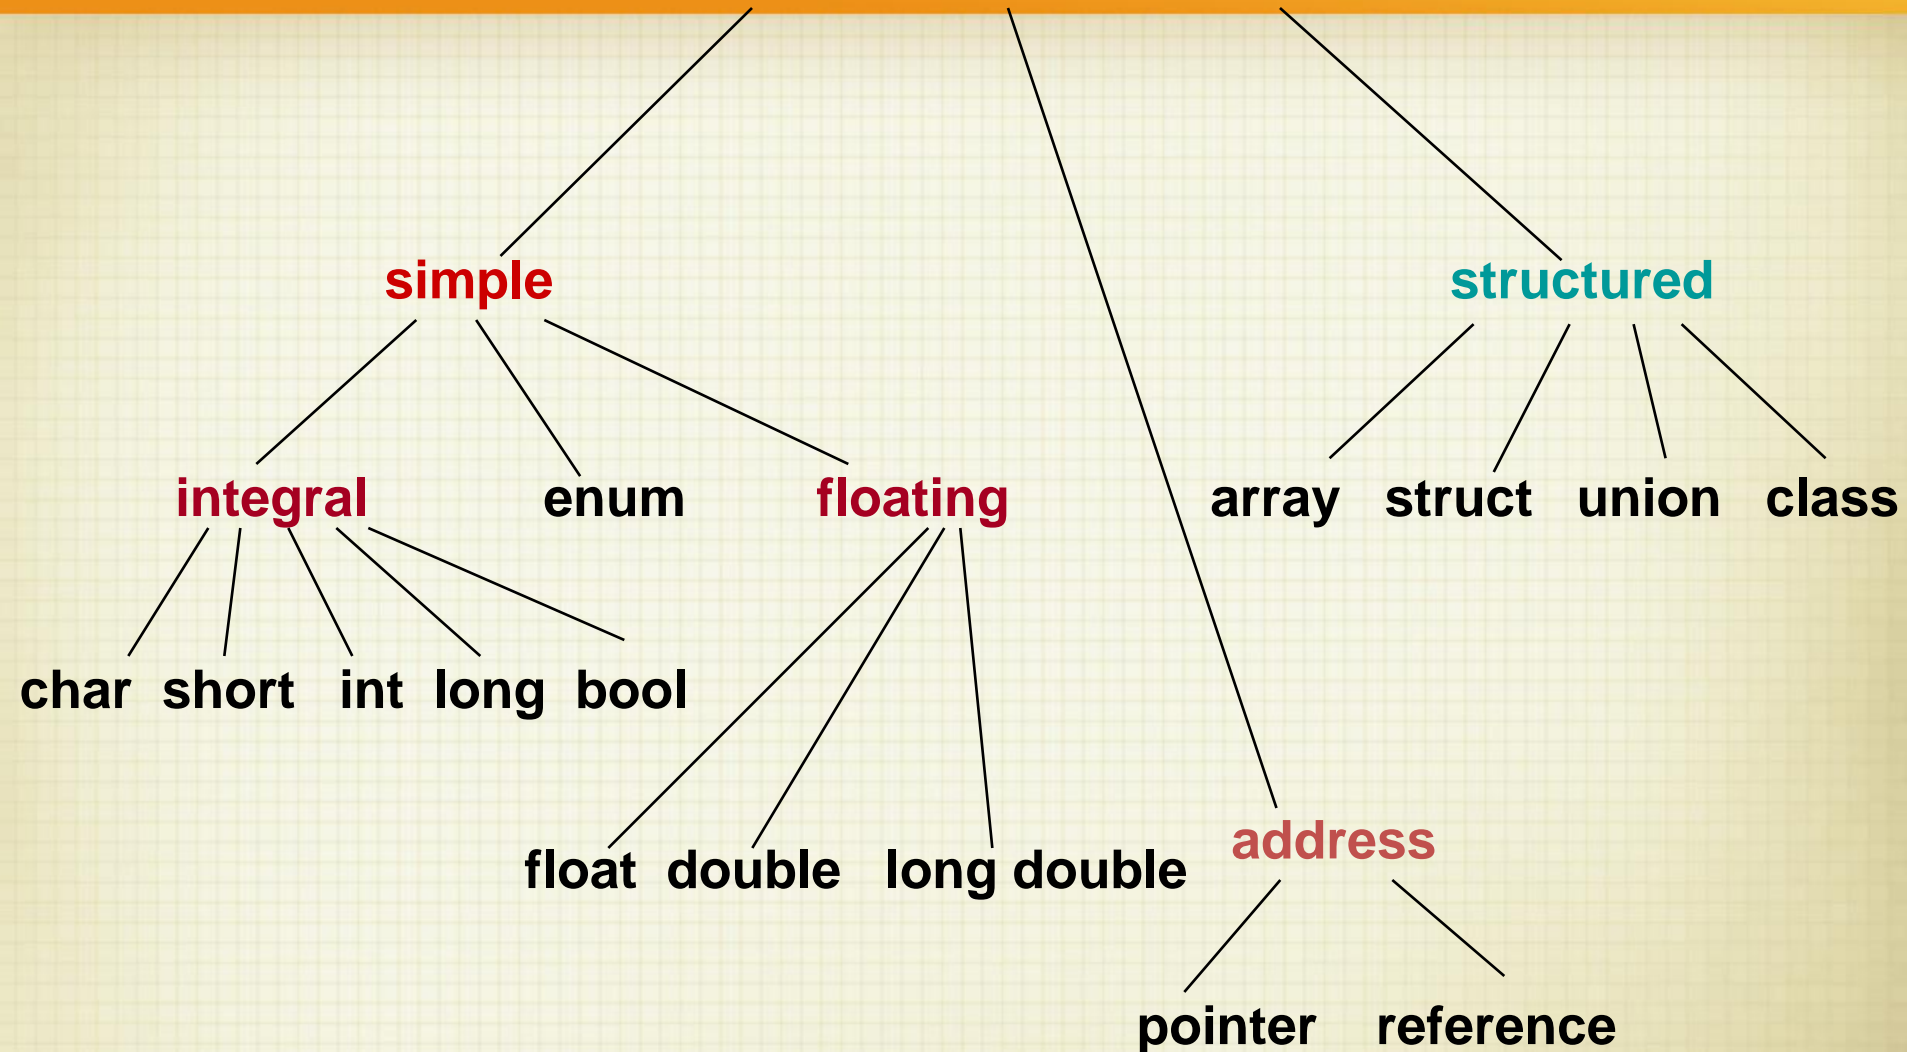 simple structured
integral enum floating array struct union class
char short int long bool
address
float double long double
pointer reference